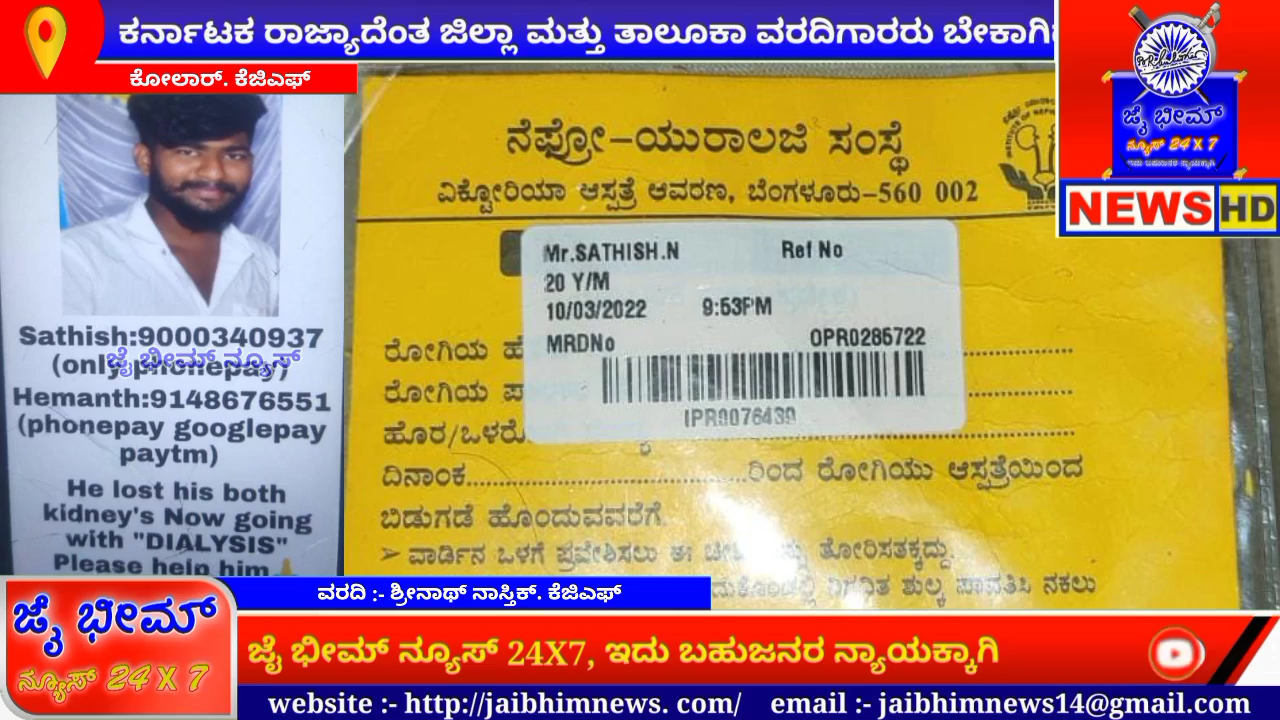 ಕರ್ನಾಟಕ ರಾಜ್ಯಾದೆಂತ ಜಿಲ್ಲಾ ಮತ್ತು ತಾಲೂಕಾ ವರದಿಗಾರರು
ಕೋಲಾರ್. ಕೆಜಿಎಫ್
ಜೈ ಭೀಮ್
ನ್ಯೂಸ್ 24 X 7
NEWS HD
Sathish:9000340937
(only phonepay)
ಜೈ ಭೀಮ್ ನ್ಯೂಸ್
Hemanth:9148676551
(phonepay googlepay
paytm)
He lost his both
kidney's Now going
with "DIALYSIS"
Please help him
ನೆಫ್ರೋ-ಯುರಾಲಜಿ ಸಂಸ್ಥೆ
ವಿಕ್ಟೋರಿಯಾ ಆಸ್ಪತ್ರೆ ಆವರಣ, ಬೆಂಗಳೂರು-560 002
Mr.SATHISH.N Ref No
20 Y/M
10/03/2022 9:53PM
MRDNo OPR0285722
IPR0076439
ರೋಗಿಯ
ರೋಗಿಯ
ದಿನಾಂಕ..............................ರಿಂದ ರೋಗಿಯು ಆಸ್ಪತ್ರೆಯಿಂದ
ಬಿಡುಗಡೆ ಹೊಂದುವವರೆಗೆ.
➢ ವಾರ್ಡಿನ ಒಳಗೆ ಪ್ರವೇಶಿಸಲು ಈ ತೋರಿಸತಕ್ಕದ್ದು.
ನಕಲು
ವರದಿ :- ಶ್ರೀನಾಥ್ ನಾಸ್ತಿಕ್. ಕೆಜಿಎಫ್
ಜೈ ಭೀಮ್
ನ್ಯೂಸ್ 24 X 7
ಜೈ ಭೀಮ್ ನ್ಯೂಸ್ 24X7, ಇದು ಬಹುಜನರ ನ್ಯಾಯಕ್ಕಾಗಿ
website :- http://jaibhimnews. com/ email :- jaibhimnews14@gmail.com